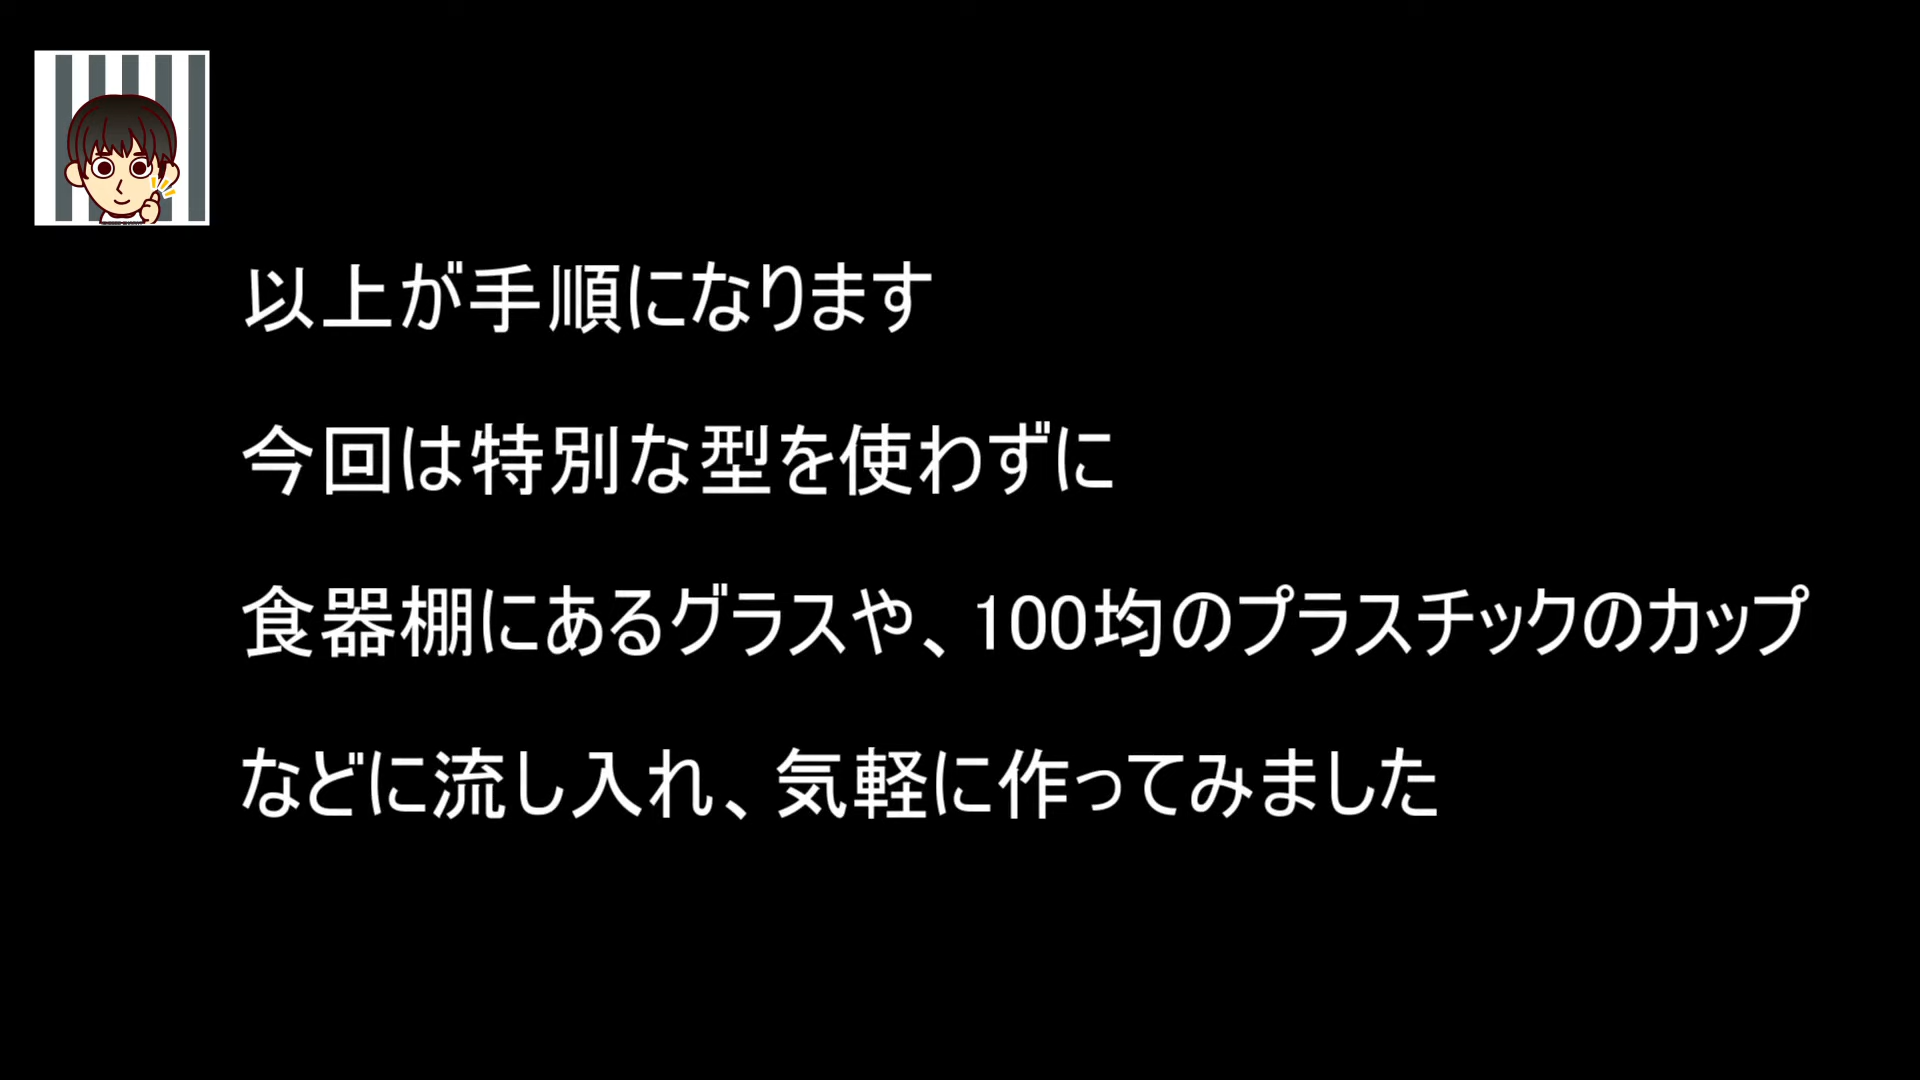 以上が手順になります
今回は特別な型を使わずに
食器棚にあるグラスや、100均のプラスチックのカップ
などに流し入れ、気軽に作ってみました